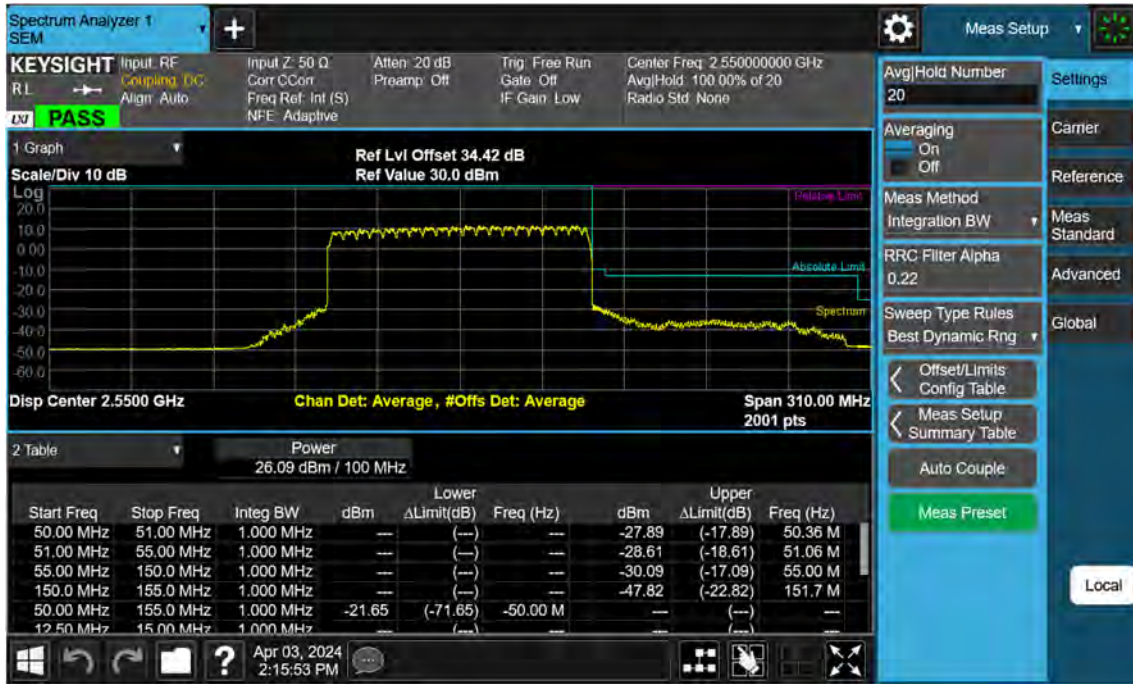 Spectrum Analyzer 1
SEM
Meas Setup
KEYSIGHT
RL
LXI
PASS
Input: RF
Coupling: DC
Align: Auto
Input Z: 50 Ω
Corr CCorr
Freq Ref: Int (S)
NFE: Adaptive
Atten: 20 dB
Preamp: Off
Trig: Free Run
Gate: Off
IF Gain: Low
Center Freq: 2.550000000 GHz
Avg|Hold: 100.00% of 20
Radio Std: None
1 Graph
Scale/Div 10 dB
Ref Lvl Offset 34.42 dB
Ref Value 30.0 dBm
Log
20.0
10.0
0.00
-10.0
-20.0
-30.0
-40.0
-50.0
-60.0
Relative Limit
Absolute Limit
Spectrum
Disp Center 2.5500 GHz
Chan Det: Average, #Offs Det: Average
Span 310.00 MHz
2001 pts
2 Table
Power
26.09 dBm / 100 MHz
Lower Upper
Start Freq Stop Freq Integ BW dBm ΔLimit(dB) Freq (Hz) dBm ΔLimit(dB) Freq (Hz)
50.00 MHz 51.00 MHz 1.000 MHz --- (---) --- -27.89 (-17.89) 50.36 M
51.00 MHz 55.00 MHz 1.000 MHz --- (---) --- -28.61 (-18.61) 51.06 M
55.00 MHz 150.0 MHz 1.000 MHz --- (---) --- -30.09 (-17.09) 55.00 M
150.0 MHz 155.0 MHz 1.000 MHz --- (---) --- -47.82 (-22.82) 151.7 M
50.00 MHz 155.0 MHz 1.000 MHz -21.65 (-71.65) -50.00 M --- (---) ---
12.50 MHz 15.00 MHz 1.000 MHz --- (---) --- --- (---) ---
Apr 03, 2024
2:15:53 PM
Avg|Hold Number
20
Averaging
On
Off
Meas Method
Integration BW
RRC Filter Alpha
0.22
Sweep Type Rules
Best Dynamic Rng
Offset/Limits
Config Table
Meas Setup
Summary Table
Auto Couple
Meas Preset
Settings
Carrier
Reference
Meas
Standard
Advanced
Global
Local